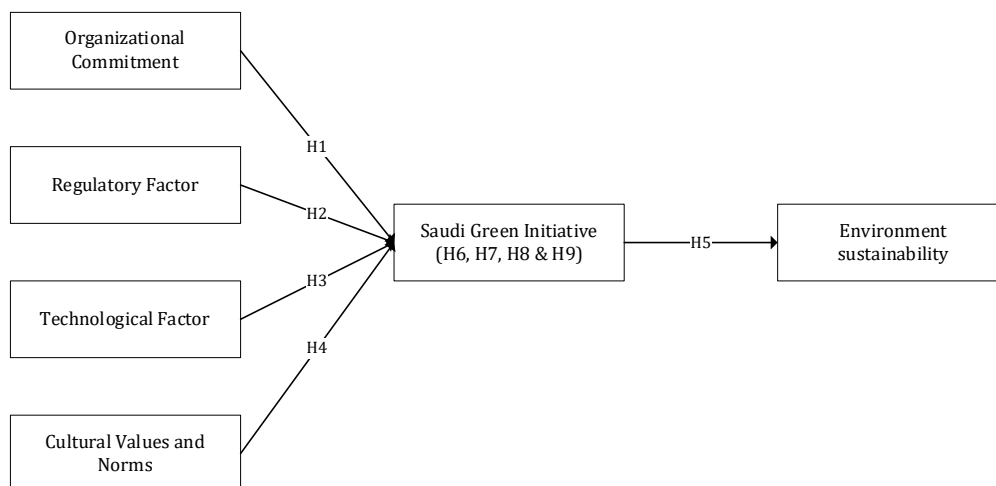 Organizational
Commitment
H1
Regulatory Factor
H2
Saudi Green Initiative
(H6, H7, H8 & H9)
H5
Environment
sustainability
H3
Technological Factor
H4
Cultural Values and
Norms